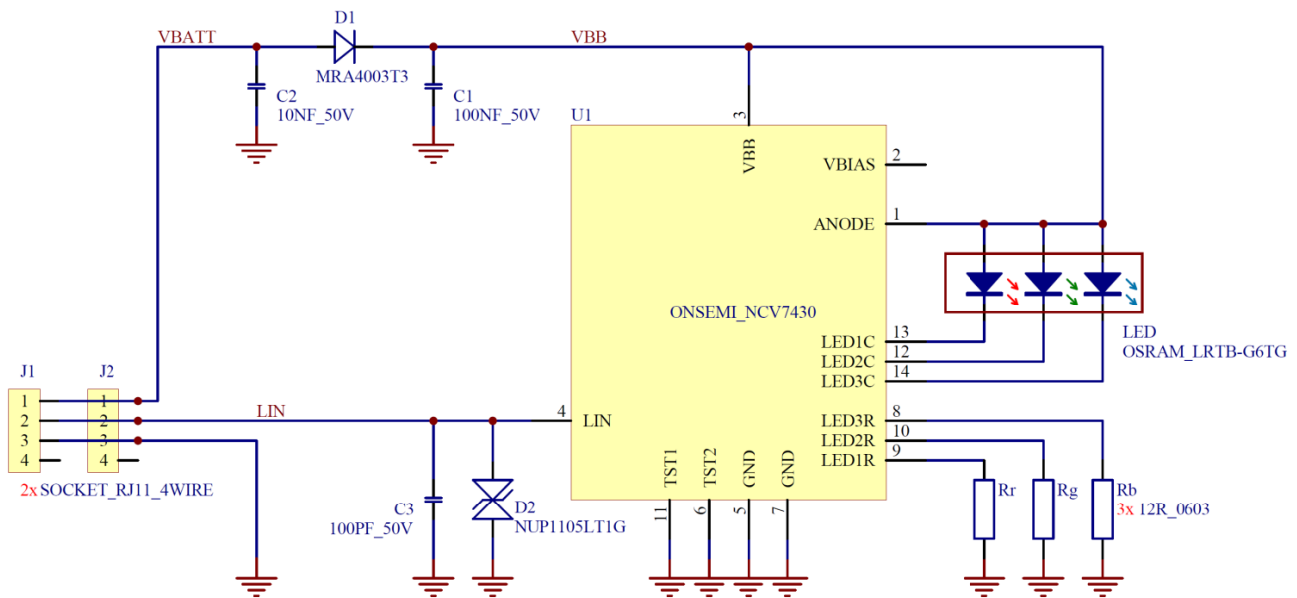 D1
VBATT
VBB
MRA4003T3
C2
10NF_50V
C1
100NF_50V
U1
3
VBB
VBIAS
2
ANODE
1
ONSEMI_NCV7430
LED
OSRAM_LRTB-G6TG
LED1C
13
LED2C
12
LED3C
14
J1
J2
1
2
3
4
1
2
3
4
2x SOCKET_RJ11_4WIRE
LIN
4
LIN
LED3R
8
LED2R
10
LED1R
9
TST1
TST2
GND
GND
11
6
5
7
C3
100PF_50V
D2
NUP1105LT1G
Rr
Rg
Rb
3x 12R_0603